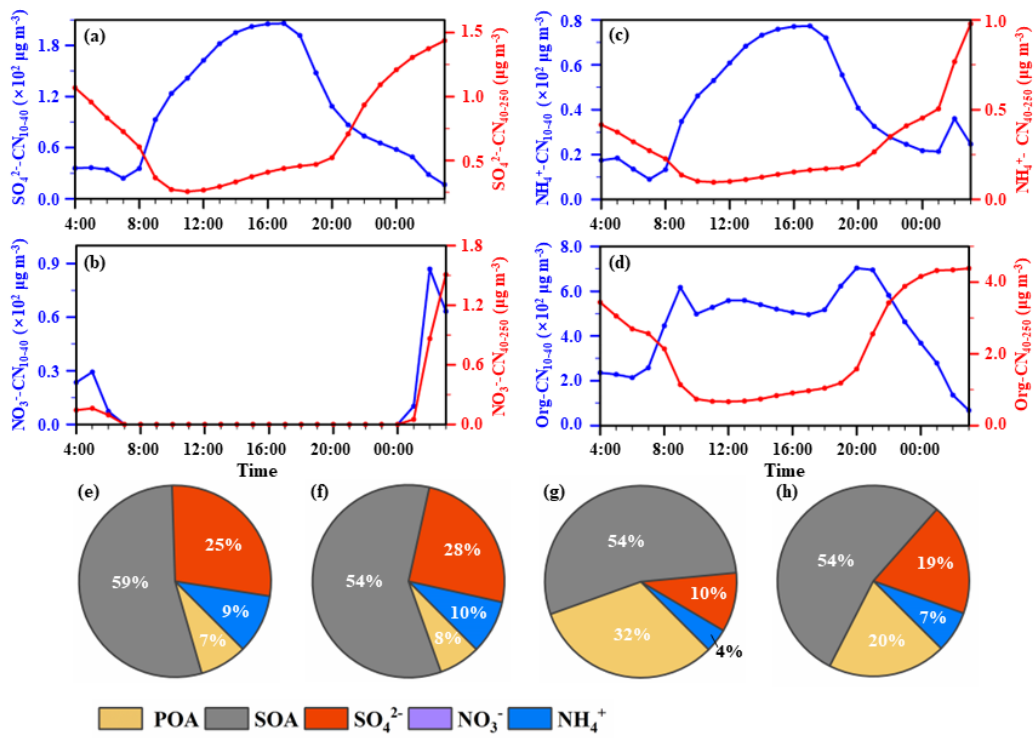 (a)
SO₄²⁻-CN₁₀₋₄₀ (×10² μg m⁻³)
2.1
1.2
0.6
0.0
1.5
1.0
0.5
SO₄²⁻-CN₄₀₋₂₅₀ (μg m⁻³)
4:00 8:00 12:00 16:00 20:00 00:00
(c)
NH₄⁺-CN₁₀₋₄₀ (×10² μg m⁻³)
0.8
0.6
0.4
0.2
0.0
1.0
0.5
0.0
NH₄⁺- CN₄₀₋₂₅₀ (μg m⁻³)
4:00 8:00 12:00 16:00 20:00 00:00
(b)
NO₃⁻-CN₁₀₋₄₀ (×10² μg m⁻³)
0.9
0.6
0.3
0.0
1.8
1.2
0.6
0.0
NO₃⁻-CN₄₀₋₂₅₀ (μg m⁻³)
4:00 8:00 12:00 16:00 20:00 00:00
Time
(d)
Org-CN₁₀₋₄₀ (×10² μg m⁻³)
8.0
6.0
4.0
2.0
0.0
4.0
2.0
0.0
Org-CN₄₀₋₂₅₀ (μg m⁻³)
4:00 8:00 12:00 16:00 20:00 00:00
Time
(e)
59%
25%
9%
7%
(f)
54%
28%
10%
8%
(g)
54%
10%
4%
32%
(h)
54%
19%
7%
20%
POA SOA SO₄²⁻ NO₃⁻ NH₄⁺